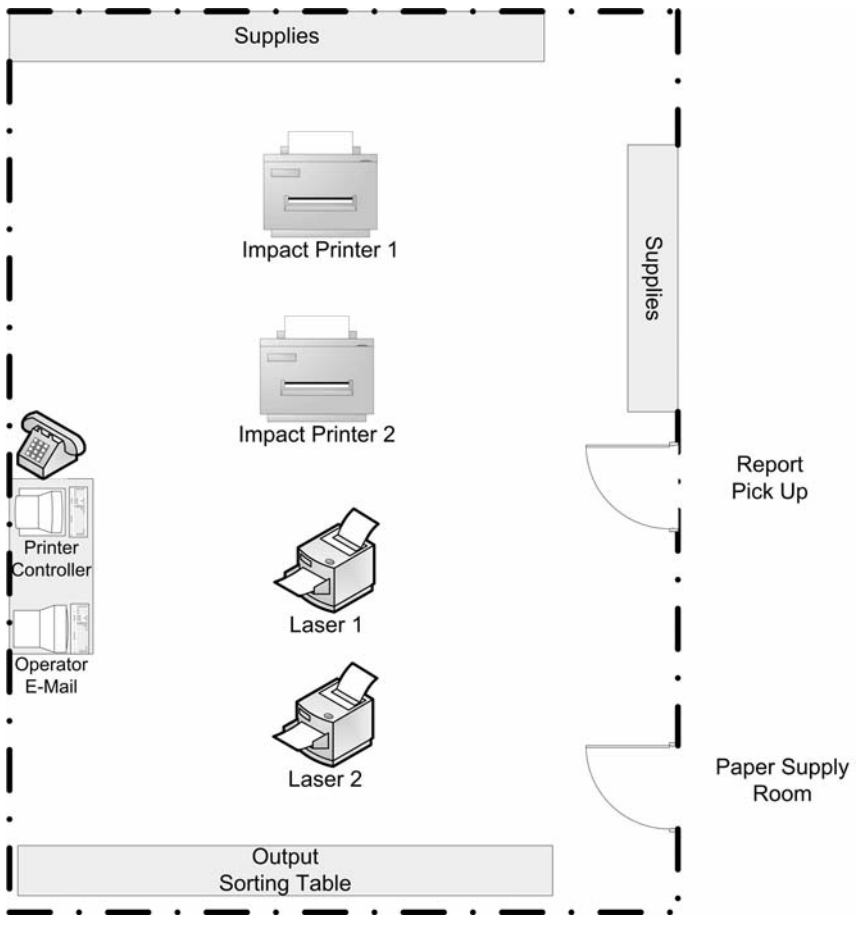 Supplies
Impact Printer 1
Supplies
Impact Printer 2
Report
Pick Up
Printer
Controller
Laser 1
Operator
E-Mail
Laser 2
Paper Supply
Room
Output
Sorting Table